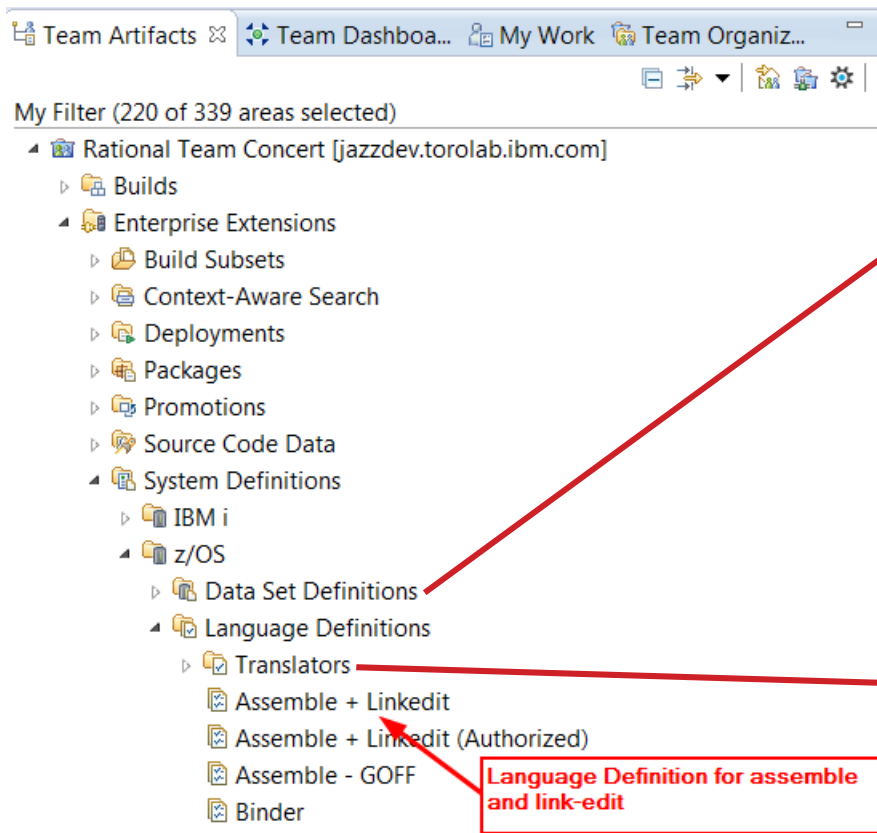 Team Artifacts Team Dashboa... My Work Team Organiz...
My Filter (220 of 339 areas selected)
Rational Team Concert [jazzdev.torolab.ibm.com]
Builds
Enterprise Extensions
Build Subsets
Context-Aware Search
Deployments
Packages
Promotions
Source Code Data
System Definitions
IBM i
z/OS
Data Set Definitions
Language Definitions
Translators
Assemble + Linkedit
Assemble + Linkedit (Authorized)
Assemble - GOFF
Binder
Language Definition for assemble
and link-edit